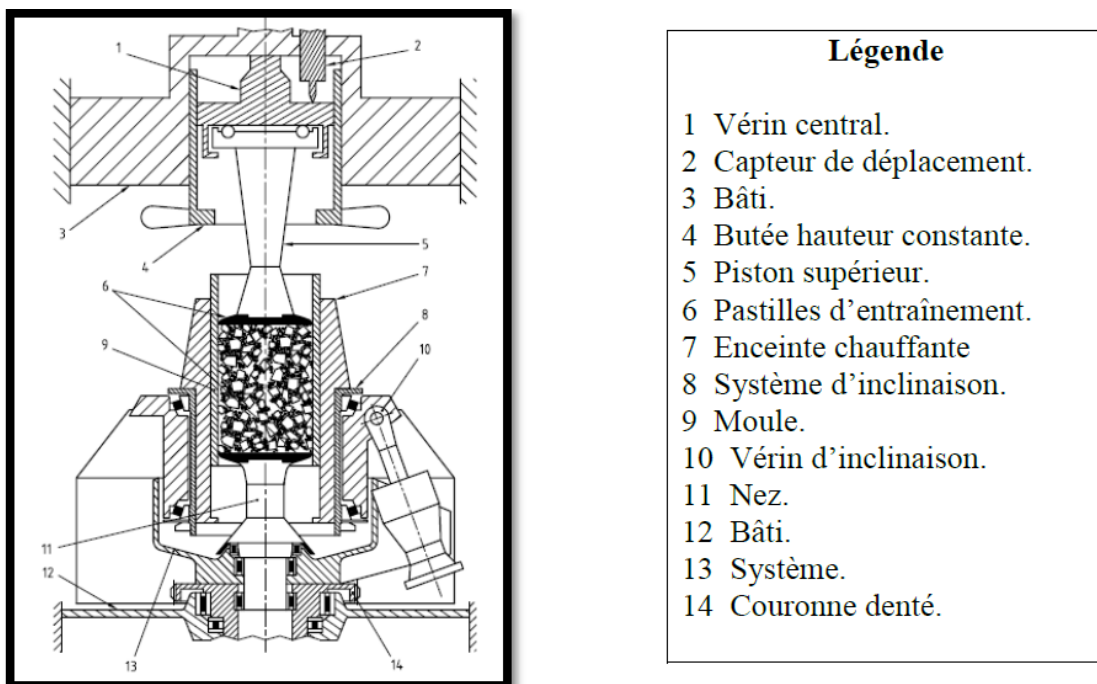 1
2
3
4
5
6
7
8
9
10
11
12
13
14
Légende
1 Vérin central.
2 Capteur de déplacement.
3 Bâti.
4 Butée hauteur constante.
5 Piston supérieur.
6 Pastilles d’entraînement.
7 Enceinte chauffante
8 Système d’inclinaison.
9 Moule.
10 Vérin d’inclinaison.
11 Nez.
12 Bâti.
13 Système.
14 Couronne denté.